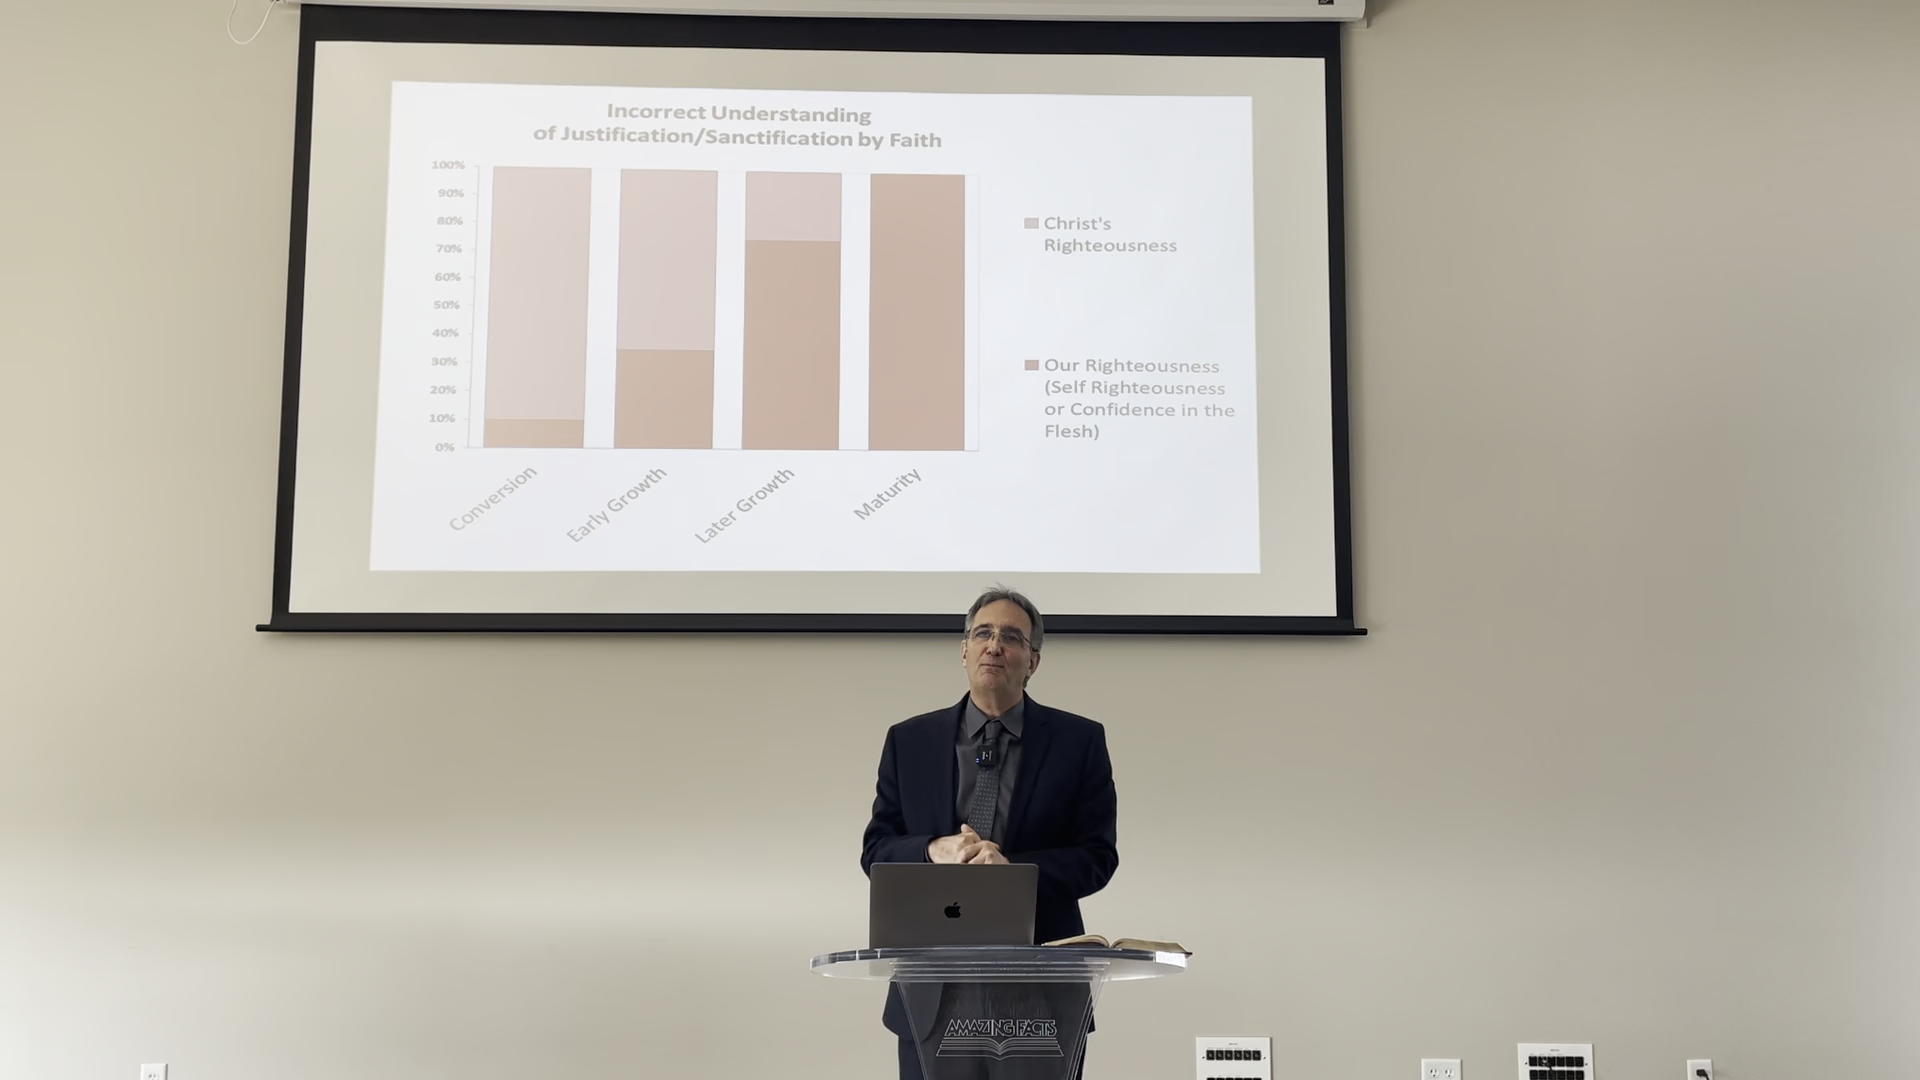 Incorrect Understanding
of Justification/Sanctification by Faith
100%
90%
80%
70%
60%
50%
40%
30%
20%
10%
0%
Conversion
Early Growth
Later Growth
Maturity
Christ's
Righteousness
Our Righteousness
(Self Righteousness
or Confidence in the
Flesh)
AMAZING FACTS